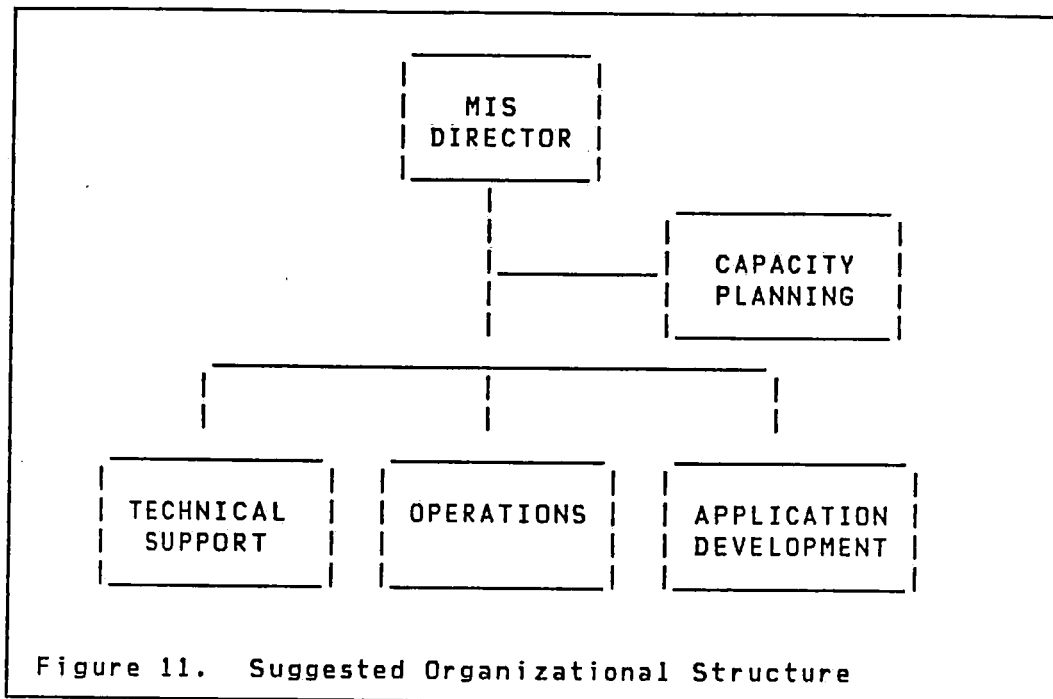 MIS
DIRECTOR
CAPACITY
PLANNING
TECHNICAL
SUPPORT
OPERATIONS
APPLICATION
DEVELOPMENT
Figure 11. Suggested Organizational Structure